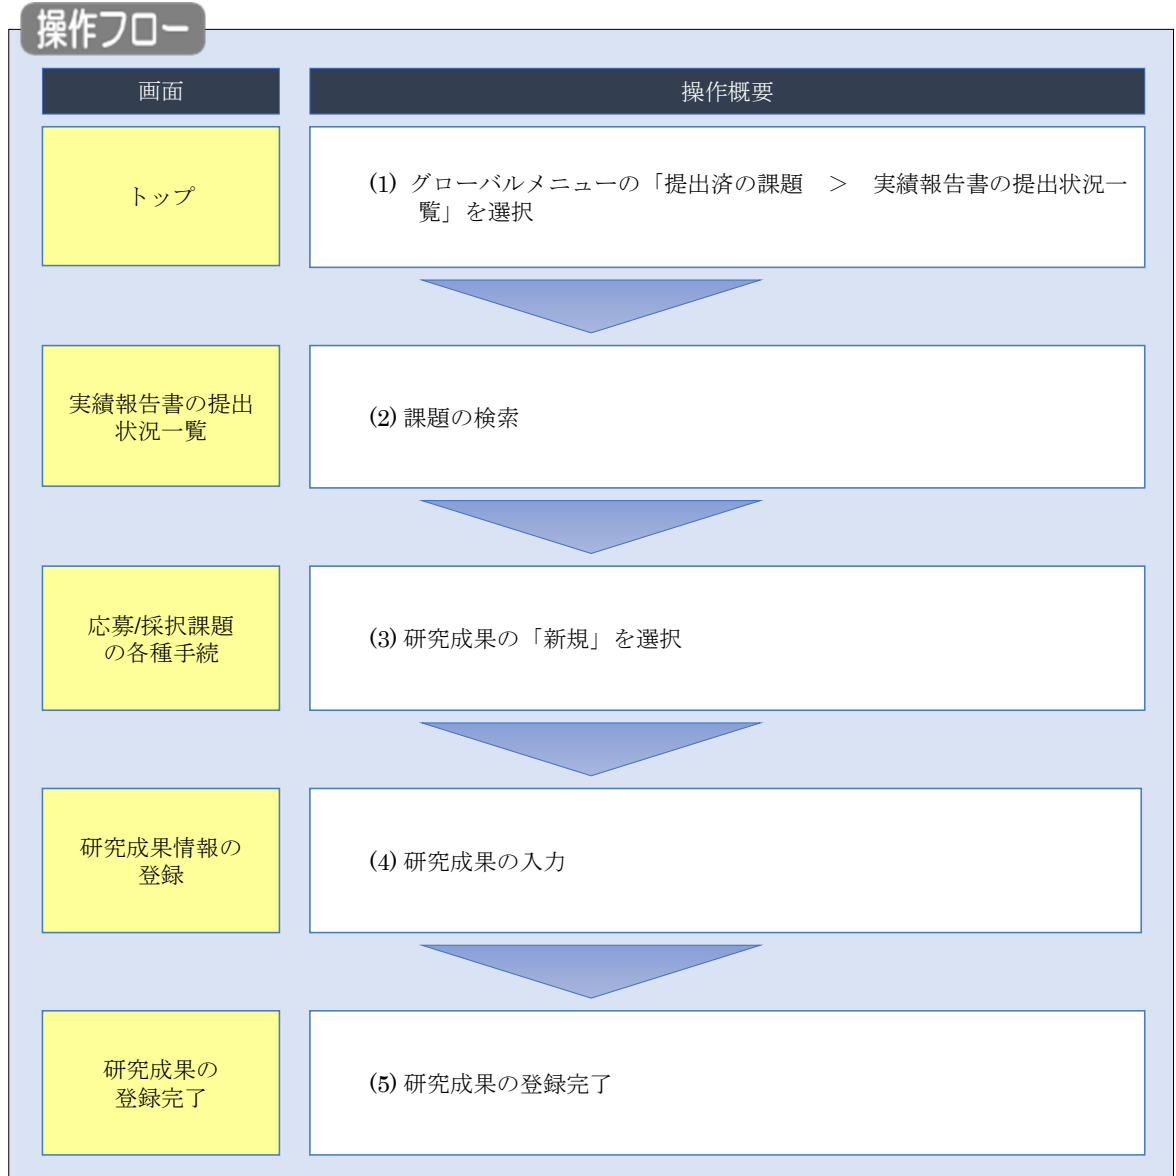 操作フロー
画面
操作概要
トップ
(1) グローバルメニューの「提出済の課題　＞　実績報告書の提出状況一
覧」を選択
実績報告書の提出
状況一覧
(2) 課題の検索
応募/採択課題
の各種手続
(3) 研究成果の「新規」を選択
研究成果情報の
登録
(4) 研究成果の入力
研究成果の
登録完了
(5) 研究成果の登録完了